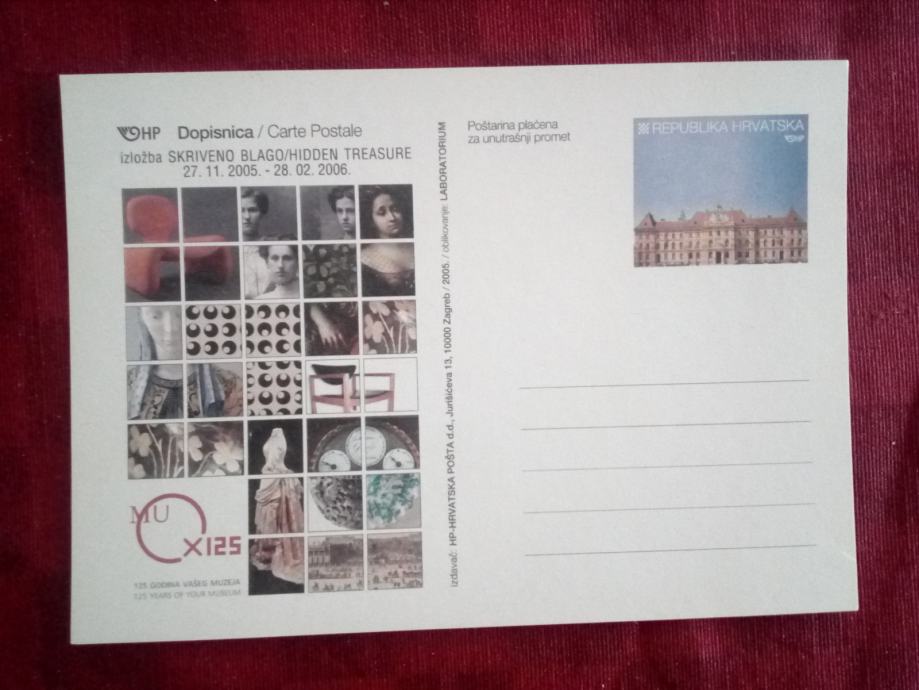 HP Dopisnica / Carte Postale
izložba SKRIVENO BLAGO/HIDDEN TREASURE
27. 11. 2005. - 28. 02. 2006.
MUO X125
125 GODINA VAŠEG MUZEJA
125 YEARS OF YOUR MUSEUM
izdavač: HP-HRVATSKA POŠTA d.d., Jurišićeva 13, 10000 Zagreb / 2005. / oblikovanje: LABORATORIUM
Poštarina plaćena
za unutrašnji promet
REPUBLIKA HRVATSKA
HP